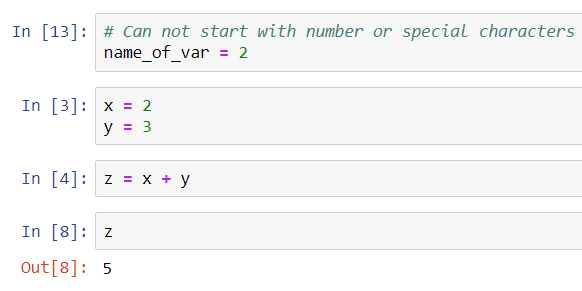 In [13]: # Can not start with number or special characters
name_of_var = 2
In [3]: x = 2
y = 3
In [4]: z = x + y
In [8]: z
Out[8]: 5